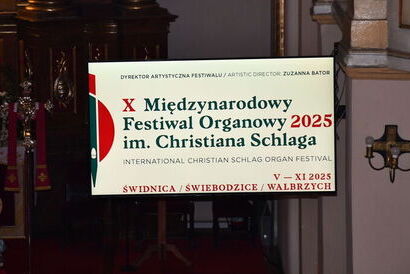 DYREKTOR ARTYSTYCZNA FESTIWALU / ARTISTIC DIRECTOR: ZUZANNA BATOR
X Międzynarodowy
Festiwal Organowy 2025
im. Christiana Schlaga
INTERNATIONAL CHRISTIAN SCHLAG ORGAN FESTIVAL
V — XI 2025
ŚWIDNICA / ŚWIEBODZICE / WAŁBRZYCH